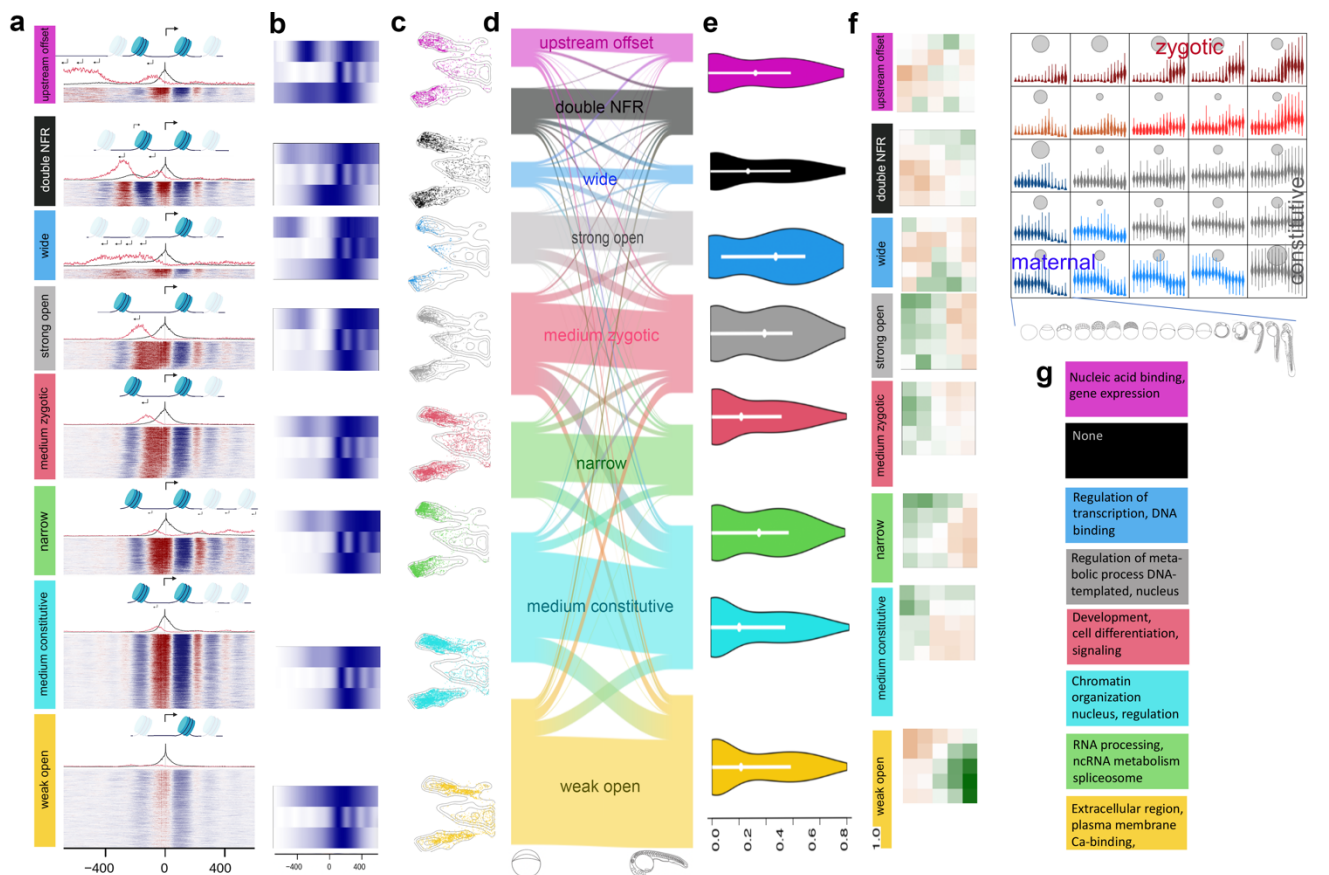 a
b
c
d
e
f
upstream offset
double NFR
wide
strong open
medium zygotic
narrow
medium constitutive
weak open
−400
0
400
-400
0
400
upstream offset
double NFR
wide
strong open
medium zygotic
narrow
medium constitutive
weak open
0.0
0.2
0.4
0.6
0.8
1.0
upstream offset
double NFR
wide
strong open
medium zygotic
narrow
medium constitutive
weak open
zygotic
constitutive
maternal
g
Nucleic acid binding,
gene expression
None
Regulation of
transcription, DNA
binding
Regulation of meta-
bolic process DNA-
templated, nucleus
Development,
cell differentiation,
signaling
Chromatin
organization
nucleus, regulation
RNA processing,
ncRNA metabolism
spliceosome
Extracellular region,
plasma membrane
Ca-binding,